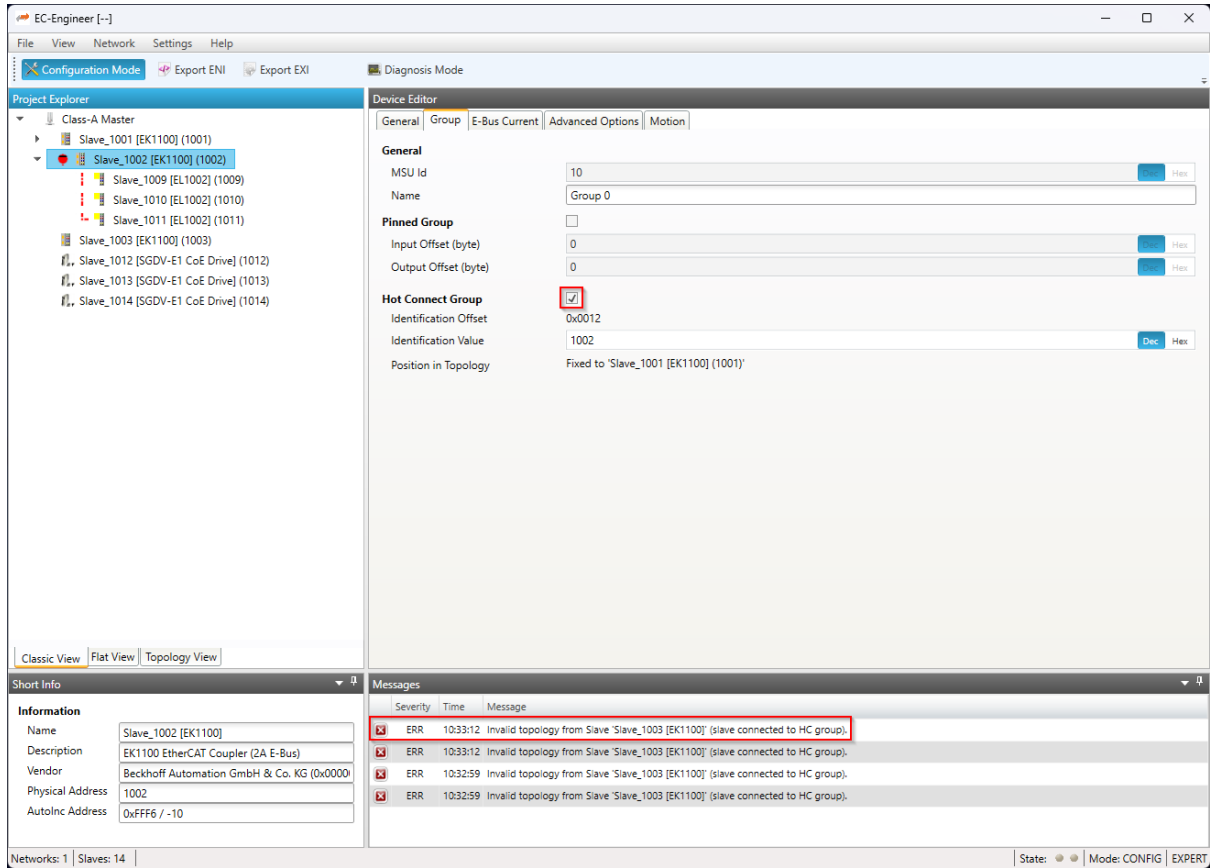 EC-Engineer [--]
File View Network Settings Help
Configuration Mode Export ENI Export EXI Diagnosis Mode
Project Explorer
Class-A Master
Slave_1001 [EK1100] (1001)
Slave_1002 [EK1100] (1002)
Slave_1009 [EL1002] (1009)
Slave_1010 [EL1002] (1010)
Slave_1011 [EL1002] (1011)
Slave_1003 [EK1100] (1003)
Slave_1012 [SGDV-E1 CoE Drive] (1012)
Slave_1013 [SGDV-E1 CoE Drive] (1013)
Slave_1014 [SGDV-E1 CoE Drive] (1014)
Classic View Flat View Topology View
Device Editor
General Group E-Bus Current Advanced Options Motion
General
MSU Id 10 Dec Hex
Name Group 0
Pinned Group
Input Offset (byte) 0 Dec Hex
Output Offset (byte) 0 Dec Hex
Hot Connect Group
Identification Offset 0x0012
Identification Value 1002 Dec Hex
Position in Topology Fixed to 'Slave_1001 [EK1100] (1001)'
Short Info
Information
Name Slave_1002 [EK1100]
Description EK1100 EtherCAT Coupler (2A E-Bus)
Vendor Beckhoff Automation GmbH & Co. KG (0x0000
Physical Address 1002
AutoInc Address 0xFFF6 / -10
Messages
Severity Time Message
ERR 10:33:12 Invalid topology from Slave 'Slave_1003 [EK1100]' (slave connected to HC group).
ERR 10:33:12 Invalid topology from Slave 'Slave_1003 [EK1100]' (slave connected to HC group).
ERR 10:32:59 Invalid topology from Slave 'Slave_1003 [EK1100]' (slave connected to HC group).
ERR 10:32:59 Invalid topology from Slave 'Slave_1003 [EK1100]' (slave connected to HC group).
Networks: 1 Slaves: 14 State: Mode: CONFIG EXPERT